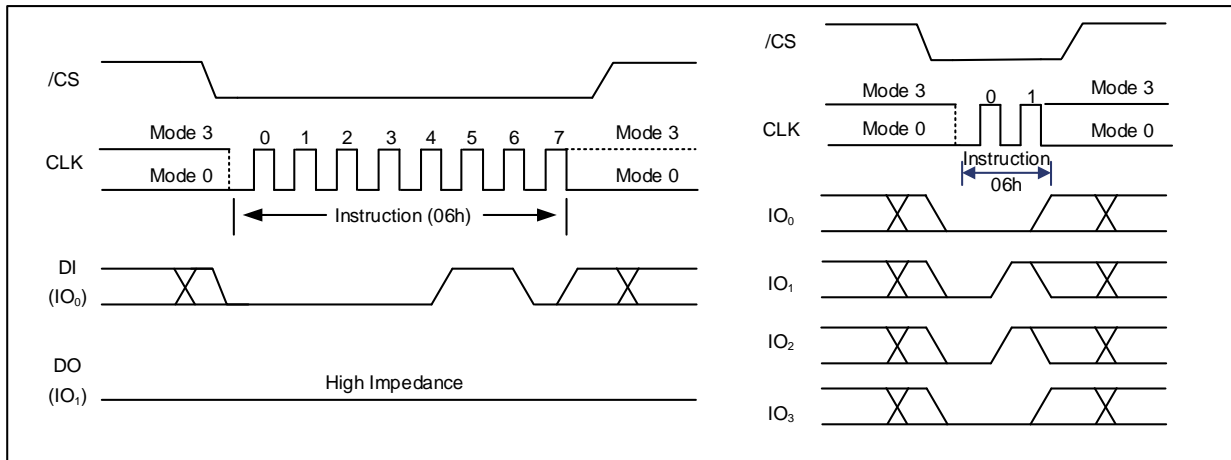 /CS
Mode 3 0 1 2 3 4 5 6 7 Mode 3
CLK
Mode 0 Mode 0
Instruction (06h)
DI
(IO₀)
DO
(IO₁)
High Impedance
/CS
Mode 3 0 1 Mode 3
CLK
Mode 0 Mode 0
Instruction
06h
IO₀
IO₁
IO₂
IO₃